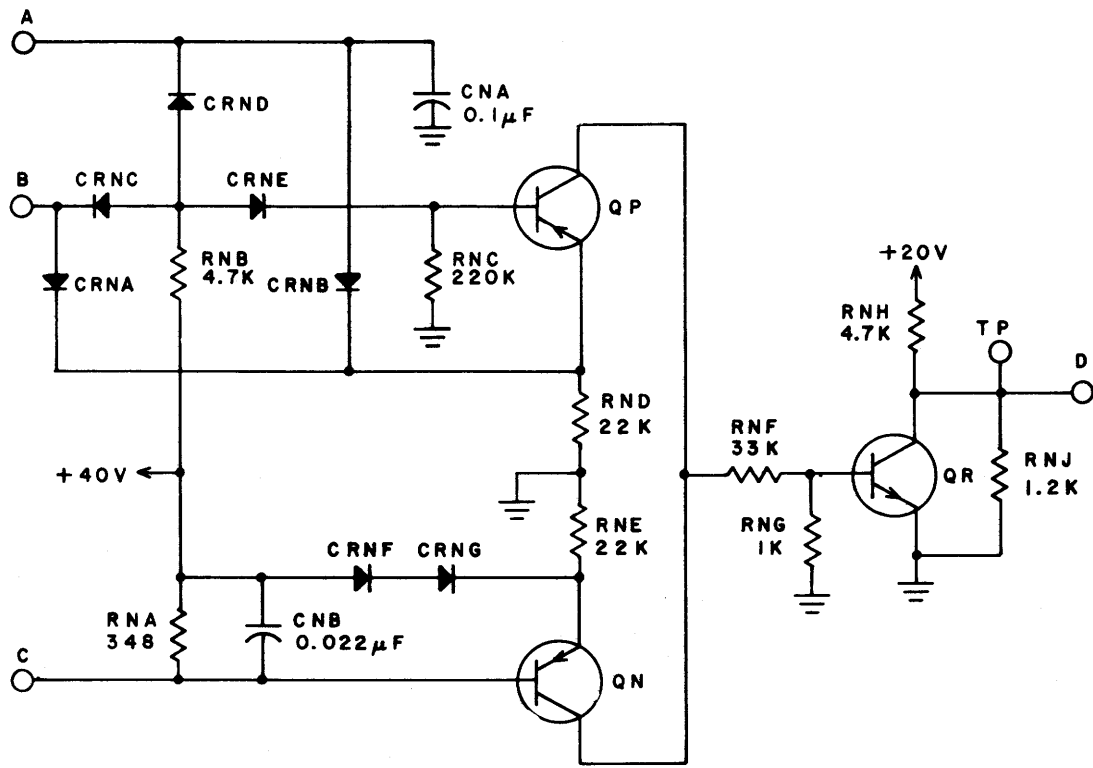 A
CRND
CNA
0.1μF
B
CRNC
CRNE
QP
RNB
4.7K
CRNA
CRNB
RNC
220K
+20V
RNH
4.7K
TP
D
RND
22K
RNF
33K
+40V
QR
RNJ
1.2K
RNE
22K
RNG
1K
CRNF
CRNG
RNA
348
CNB
0.022μF
C
QN